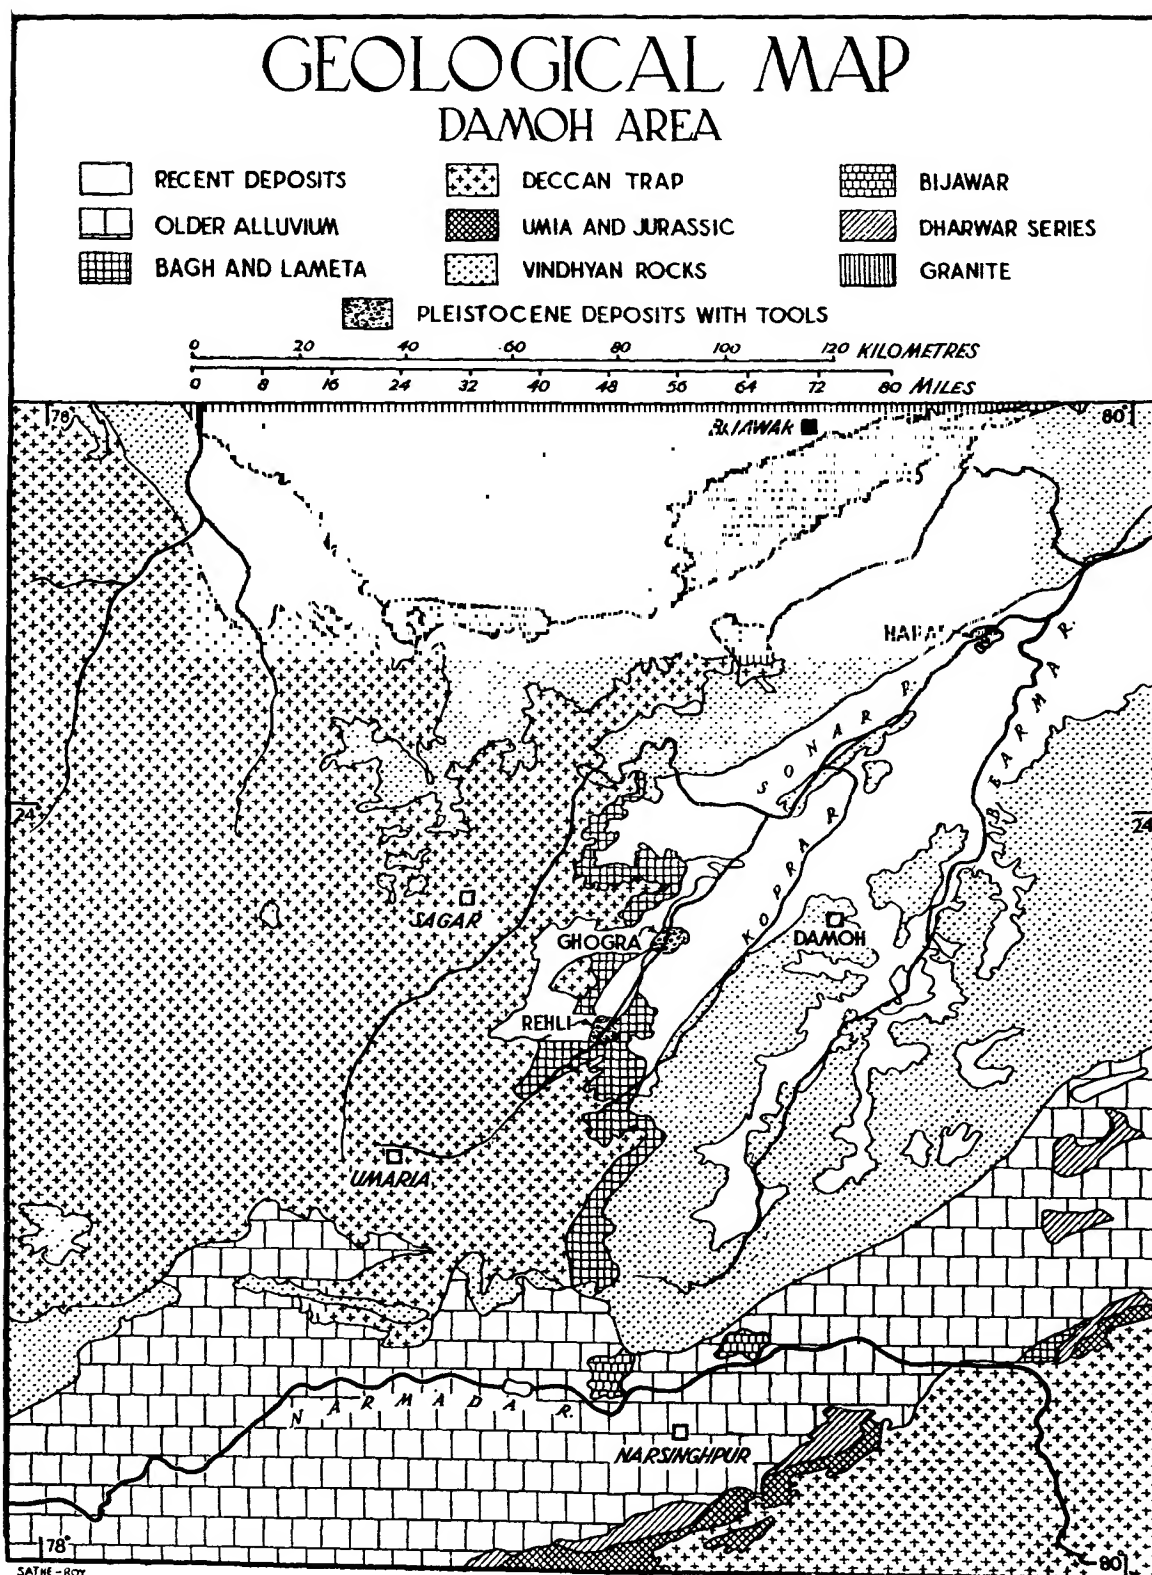 GEOLOGICAL MAP
DAMOH AREA
RECENT DEPOSITS
DECCAN TRAP
BIJAWAR
OLDER ALLUVIUM
UMIA AND JURASSIC
DHARWAR SERIES
BAGH AND LAMETA
VINDHYAN ROCKS
GRANITE
PLEISTOCENE DEPOSITS WITH TOOLS
0 20 40 60 80 100 120 KILOMETRES
0 8 16 24 32 40 48 56 64 72 80 MILES
78°
80°
SONAR R.
BEARMA R.
24
24
KOPRA R
SAGAR
GHOGRA
DAMOH
REHLI
UMARIA
NARMADA R.
NARSINGHPUR
78°
80°
SATHE-ROY